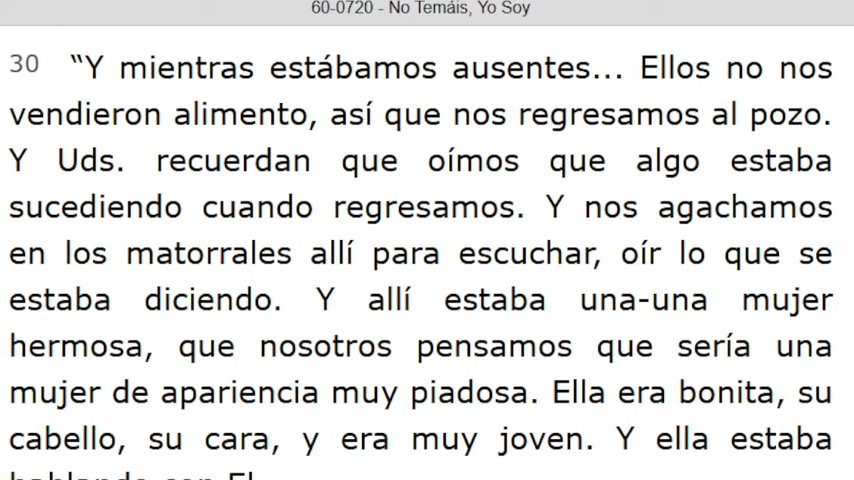 60-0720 - No Temáis, Yo Soy
30 “Y mientras estábamos ausentes... Ellos no nos
vendieron alimento, así que nos regresamos al pozo.
Y Uds. recuerdan que oímos que algo estaba
sucediendo cuando regresamos. Y nos agachamos
en los matorrales allí para escuchar, oír lo que se
estaba diciendo. Y allí estaba una-una mujer
hermosa, que nosotros pensamos que sería una
mujer de apariencia muy piadosa. Ella era bonita, su
cabello, su cara, y era muy joven. Y ella estaba
hablando con El